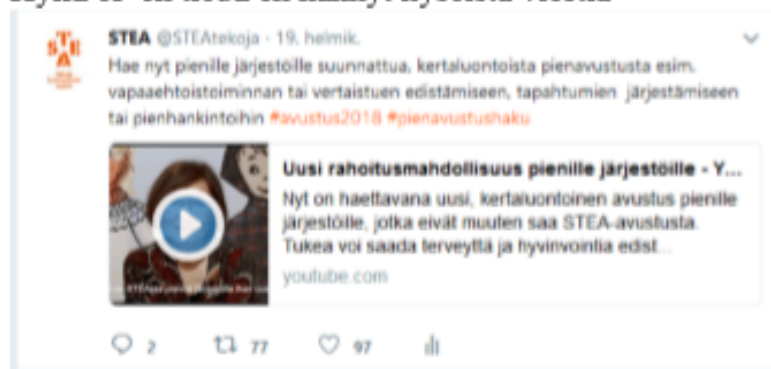 STEA @STEAtekoja · 19. helmik.
Hae nyt pienille järjestöille suunnattua, kertaluontoista pienavustusta esim.
vapaaehtoistoiminnan tai vertaistuen edistämiseen, tapahtumien järjestämiseen
tai pienhankintoihin #avustus2018 #pienavustushaku
Uusi rahoitusmahdollisuus pienille järjestöille - Y...
Nyt on haettavana uusi, kertaluontoinen avustus pienille
järjestöille, jotka eivät muuten saa STEA-avustusta.
Tukea voi saada terveyttä ja hyvinvointia edist...
youtube.com
2 77 97